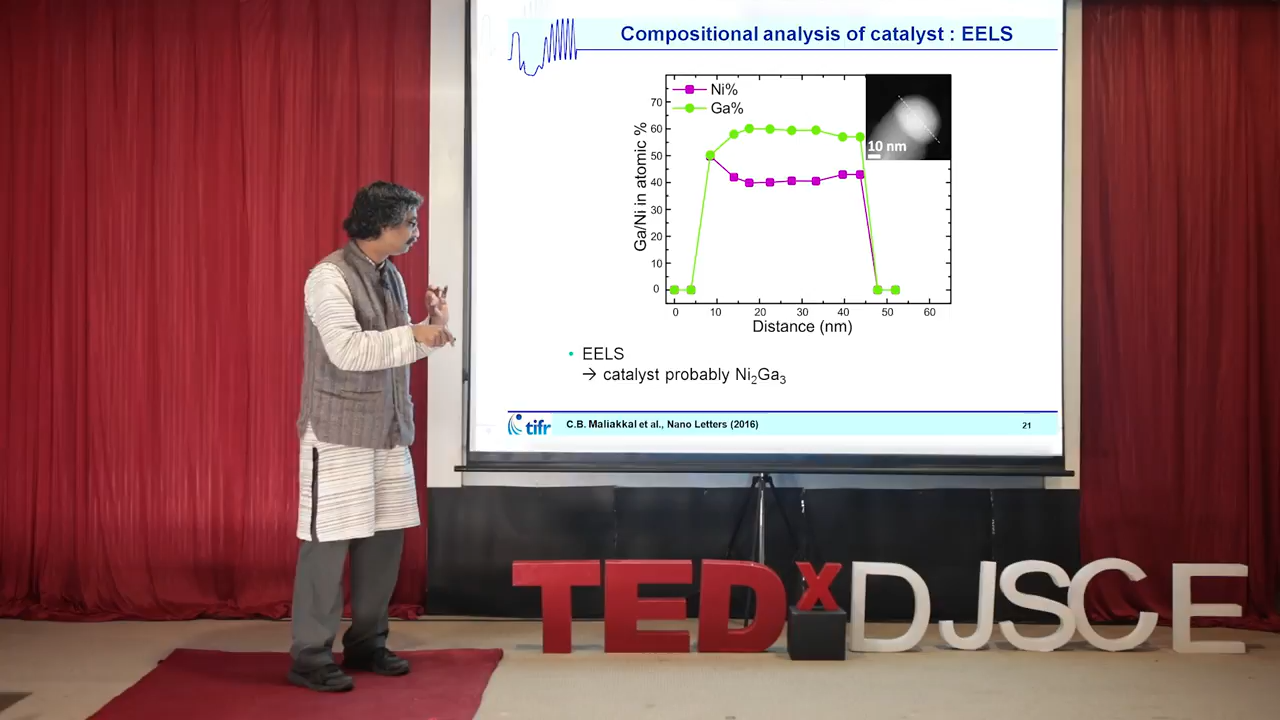 Compositional analysis of catalyst : EELS
Ni%
Ga%
Ga/Ni in atomic %
70
60
50
40
30
20
10
0
10 nm
0 10 20 30 40 50 60
Distance (nm)
• EELS
→ catalyst probably Ni₂Ga₃
tifr C.B. Maliakkal et al., Nano Letters (2016) 21
TEDxDJSCE